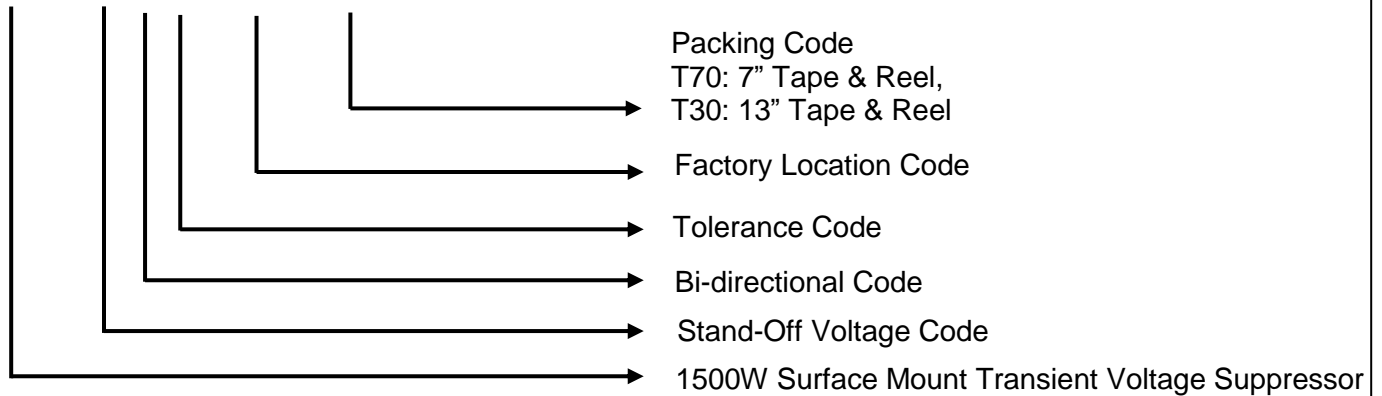 Packing Code
T70: 7” Tape & Reel,
T30: 13” Tape & Reel
Factory Location Code
Tolerance Code
Bi-directional Code
Stand-Off Voltage Code
1500W Surface Mount Transient Voltage Suppressor